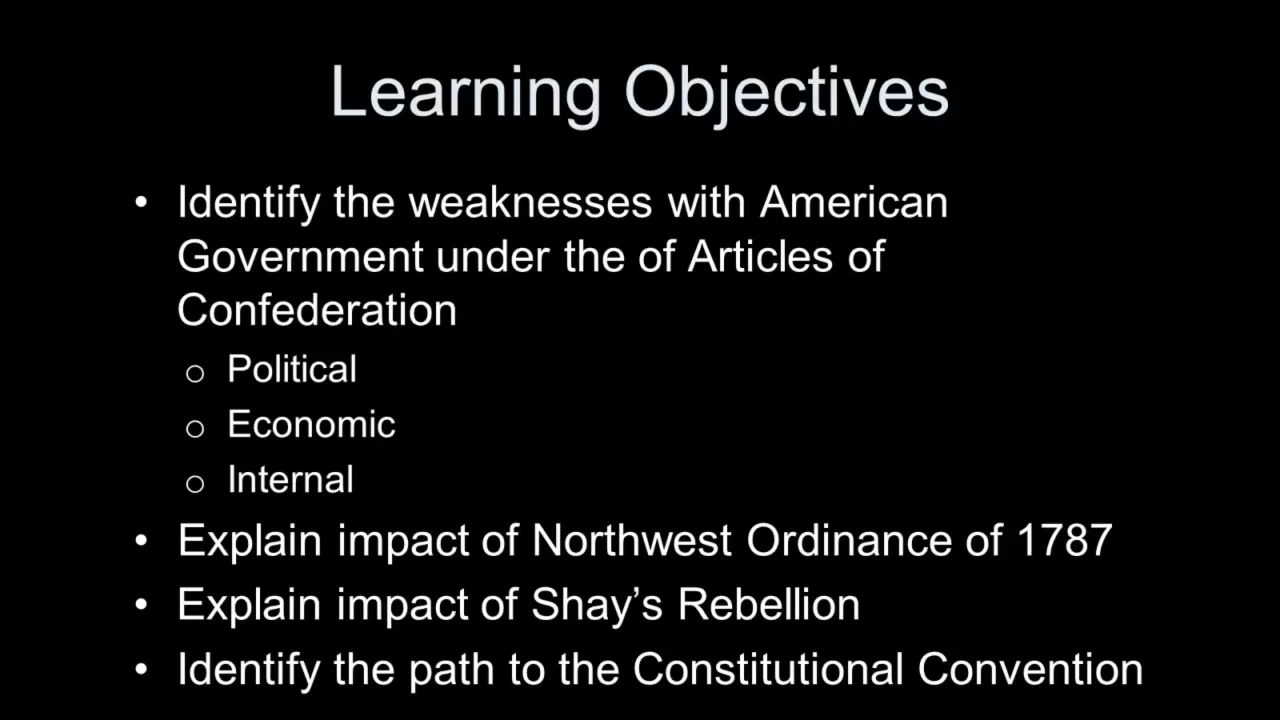 Learning Objectives
• Identify the weaknesses with American
Government under the of Articles of
Confederation
o Political
o Economic
o Internal
• Explain impact of Northwest Ordinance of 1787
• Explain impact of Shay’s Rebellion
• Identify the path to the Constitutional Convention